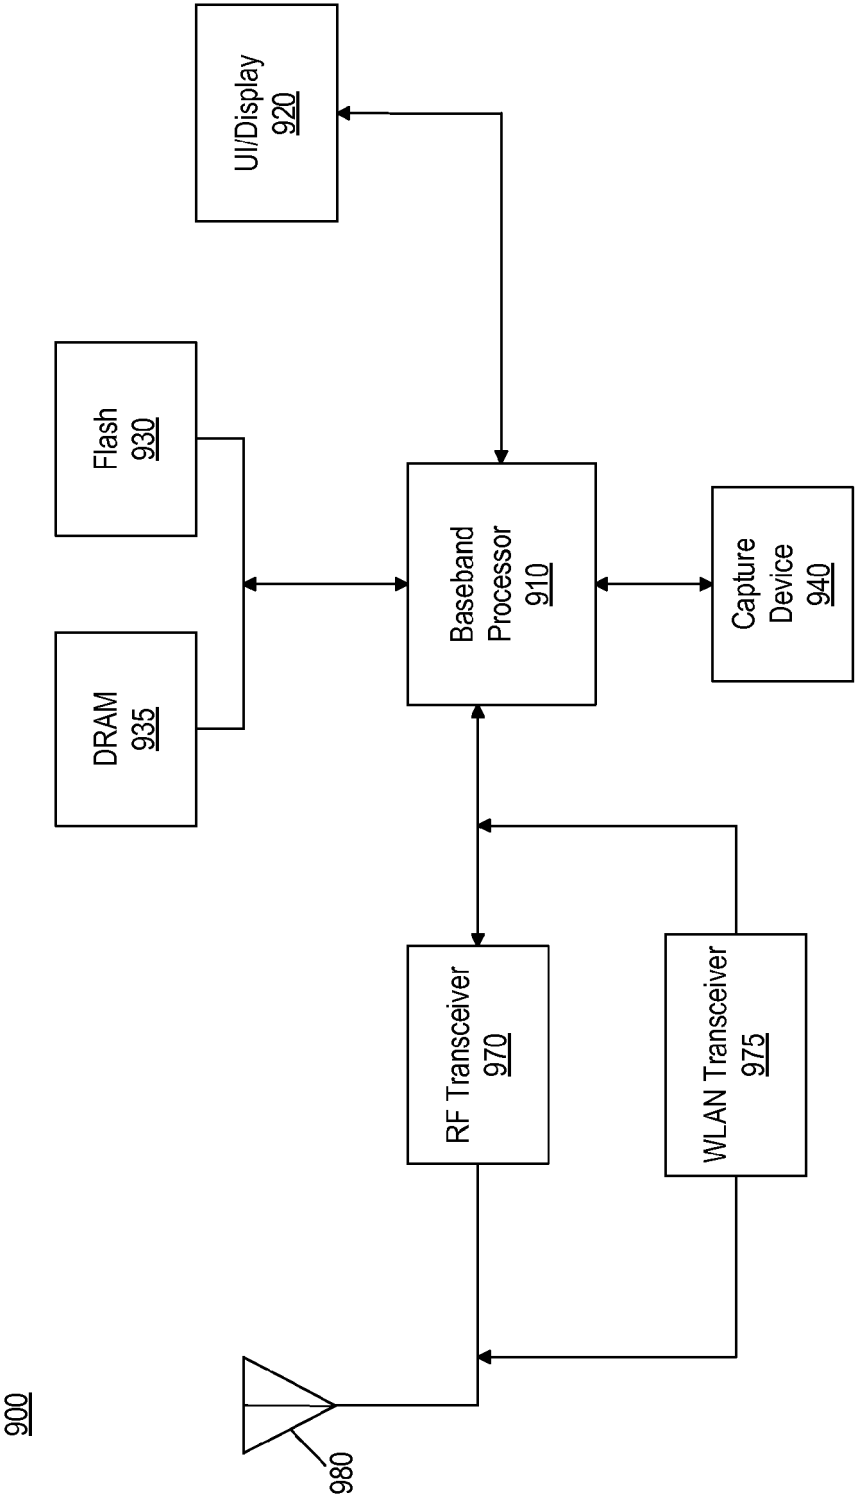 900
980
RF Transceiver
970
WLAN Transceiver
975
DRAM
935
Flash
930
Baseband
Processor
910
Capture
Device
940
UI/Display
920